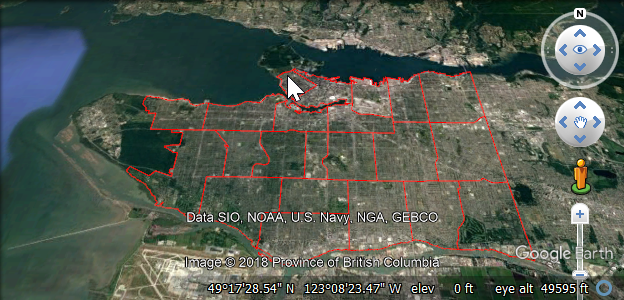 N
Data SIO, NOAA, U.S. Navy, NGA, GEBCO
Google Earth
Image © 2018 Province of British Columbia
49°17'28.54" N 123°08'23.47" W elev 0 ft eye alt 49595 ft